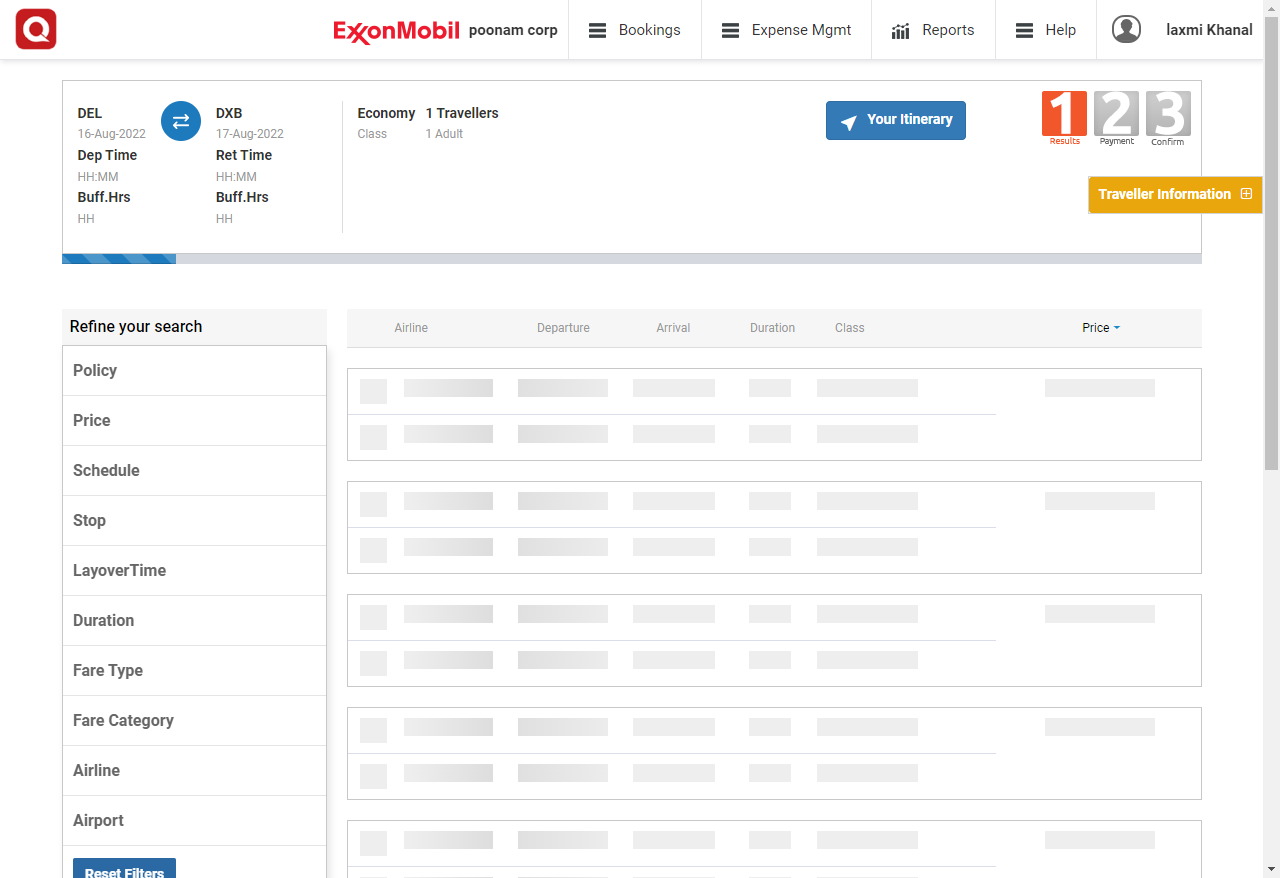 Q
ExxonMobil poonam corp Bookings Expense Mgmt Reports Help laxmi Khanal
DEL DXB Economy 1 Travellers Your Itinerary 1 2 3
16-Aug-2022 17-Aug-2022 Class 1 Adult Results Payment Confirm
Dep Time Ret Time
HH:MM HH:MM
Buff.Hrs Buff.Hrs Traveller Information
HH HH
Refine your search Airline Departure Arrival Duration Class Price
Policy
Price
Schedule
Stop
LayoverTime
Duration
Fare Type
Fare Category
Airline
Airport
Reset Filters